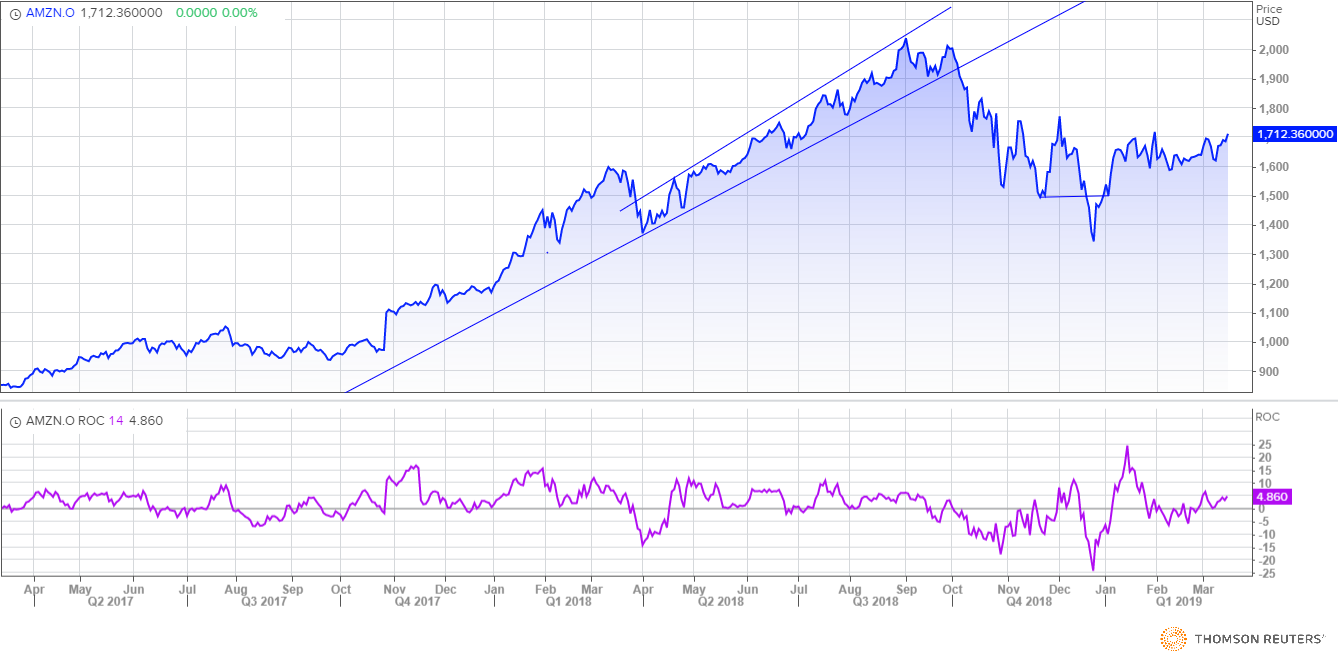 AMZN.O 1,712.360000 0.0000 0.00%
Price
USD
2,000
1,900
1,800
1,712.360000
1,600
1,500
1,400
1,300
1,200
1,100
1,000
900
AMZN.O ROC 14 4.860
ROC
25
20
15
10
4.860
0
-5
-10
-15
-20
-25
Apr May Jun Jul Aug Sep Oct Nov Dec Jan Feb Mar Apr May Jun Jul Aug Sep Oct Nov Dec Jan Feb Mar
Q2 2017 Q3 2017 Q4 2017 Q1 2018 Q2 2018 Q3 2018 Q4 2018 Q1 2019
THOMSON REUTERS